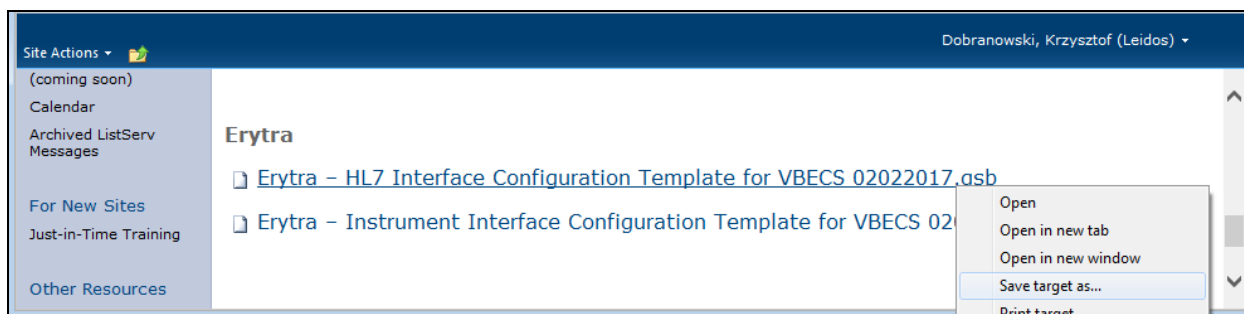 Dobranowski, Krzysztof (Leidos)
Site Actions
(coming soon)
Calendar
Archived ListServ
Messages
For New Sites
Just-in-Time Training
Other Resources
Erytra
Erytra – HL7 Interface Configuration Template for VBECS 02022017.gsb
Erytra – Instrument Interface Configuration Template for VBECS
Open
Open in new tab
Open in new window
Save target as...
Print target